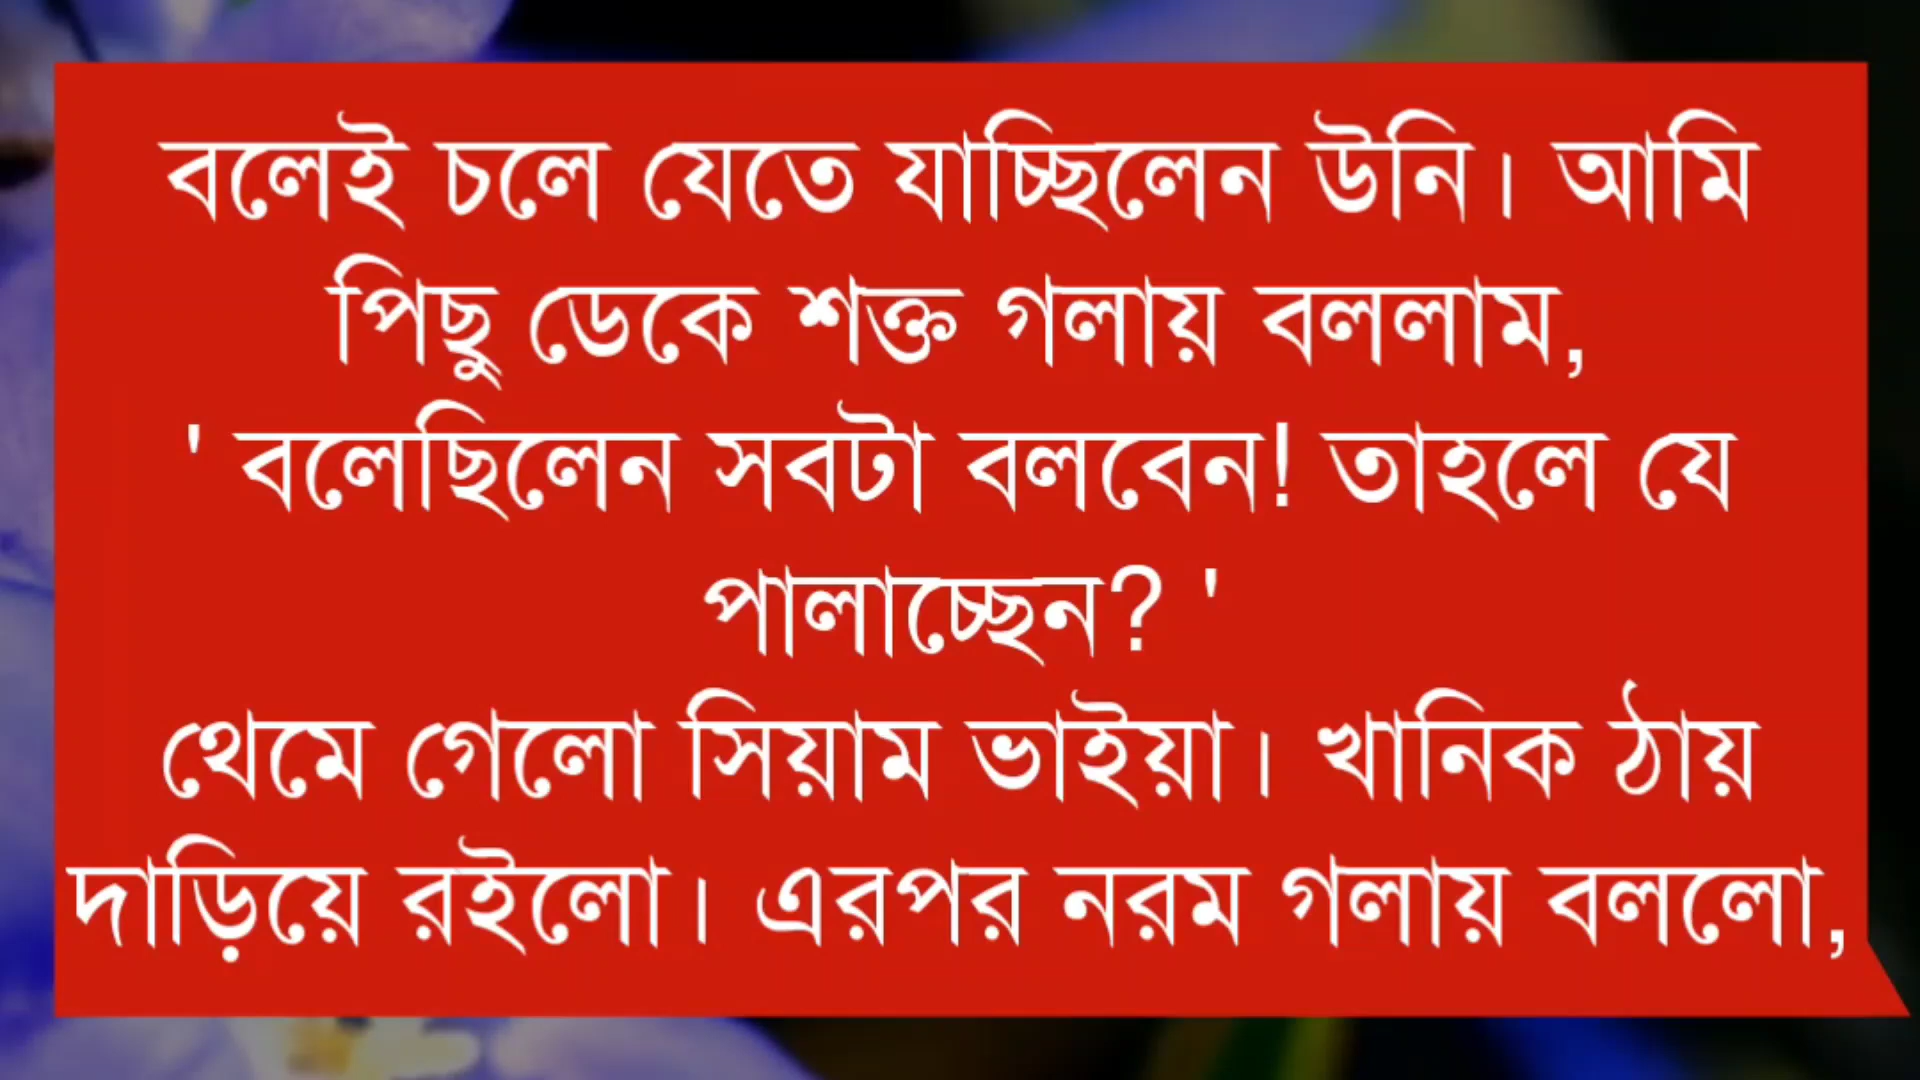 বলেই চলে যেতে যাচ্ছিলেন উনি। আমি
পিছু ডেকে শক্ত গলায় বললাম,
' বলেছিলেন সবটা বলবেন! তাহলে যে
পালাচ্ছেন? '
থেমে গেলো সিয়াম ভাইয়া। খানিক ঠায়
দাড়িয়ে রইলো। এরপর নরম গলায় বললো,